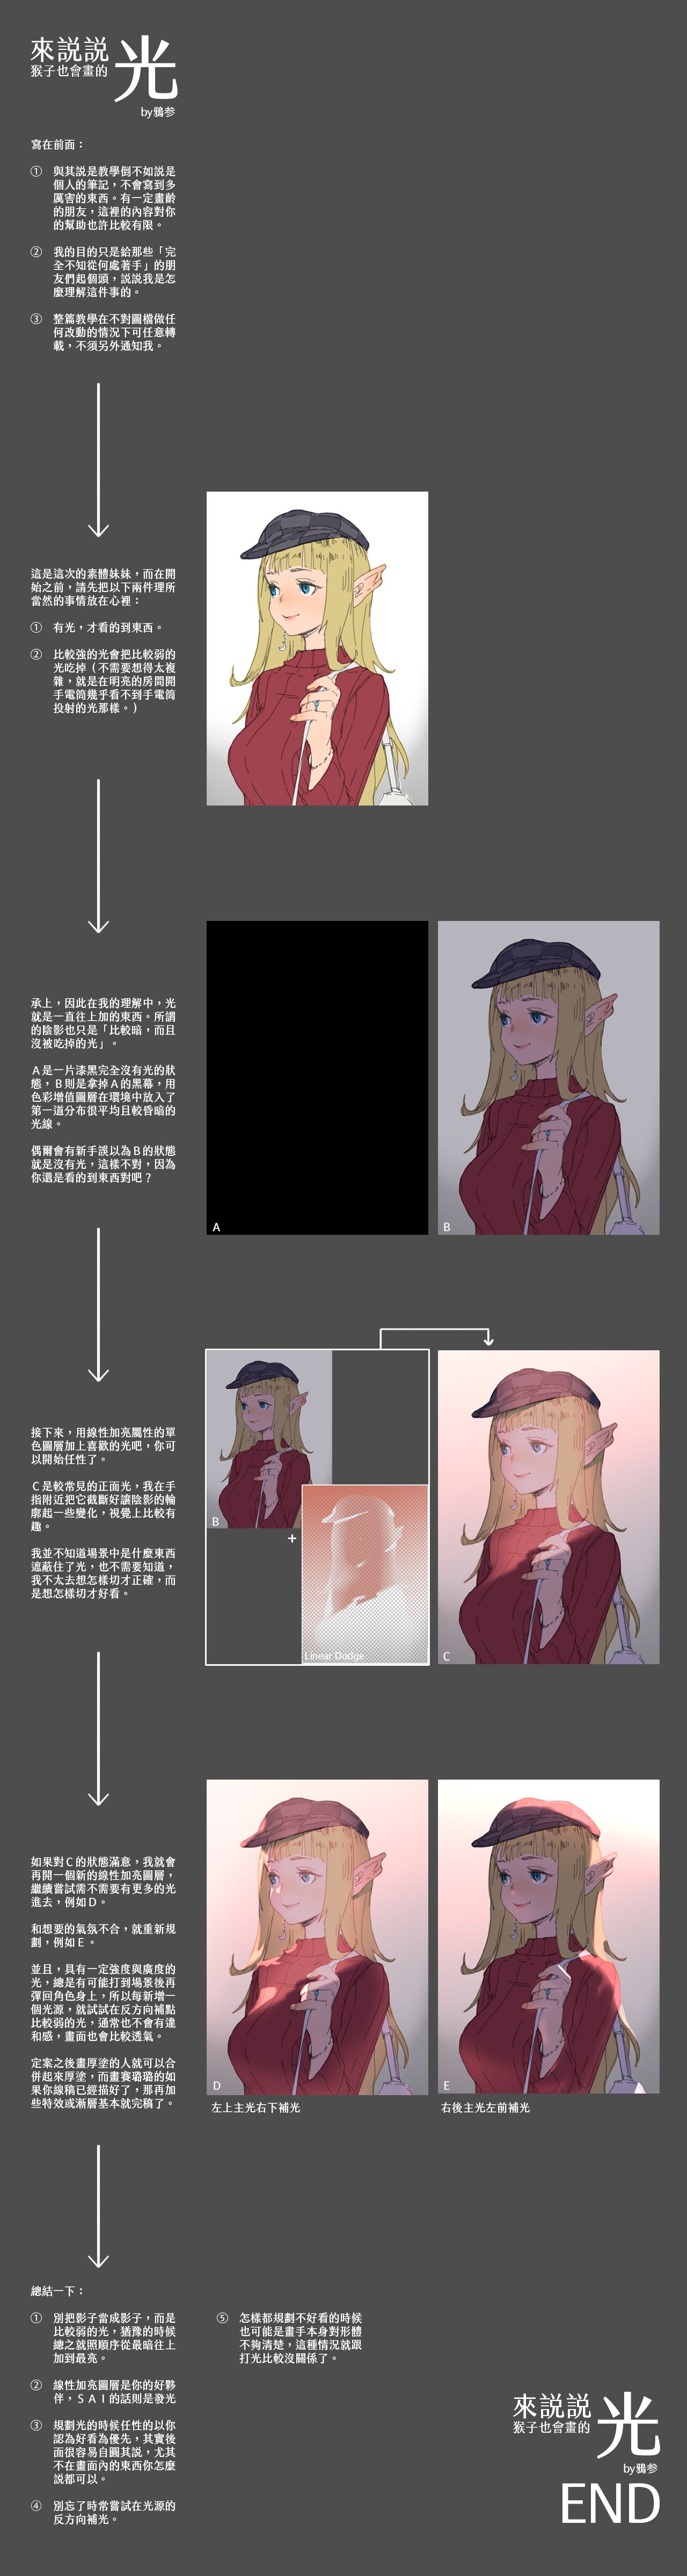 來説説
猴子也會畫的
光
by鴉参
寫在前面：
① 與其説是教學倒不如説是
個人的筆記，不會寫到多
厲害的東西。有一定畫齡
的朋友，這裡的內容對你
的幫助也許比較有限。
② 我的目的只是給那些「完
全不知從何處著手」的朋
友們起個頭，説説我是怎
麼理解這件事的。
③ 整篇教學在不對圖檔做任
何改動的情況下可任意轉
載，不須另外通知我。
這是這次的素體妹妹，而在開
始之前，請先把以下兩件理所
當然的事情放在心裡：
① 有光，才看的到東西。
② 比較強的光會把比較弱的
光吃掉（不需要想得太複
雜，就是在明亮的房間開
手電筒幾乎看不到手電筒
投射的光那樣。）
承上，因此在我的理解中，光
就是一直往上加的東西。所謂
的陰影也只是「比較暗，而且
沒被吃掉的光」。
Ａ是一片漆黑完全沒有光的狀
態，Ｂ則是拿掉Ａ的黑幕，用
色彩增值圖層在環境中放入了
第一道分布很平均且較昏暗的
光線。
偶爾會有新手誤以為Ｂ的狀態
就是沒有光，這樣不對，因為
你還是看的到東西對吧？
A
B
接下來，用線性加亮屬性的單
色圖層加上喜歡的光吧，你可
以開始任性了。
Ｃ是較常見的正面光，我在手
指附近把它截斷好讓陰影的輪
廓起一些變化，視覺上比較有
趣。
我並不知道場景中是什麼東西
遮蔽住了光，也不需要知道，
我不太去想怎樣切才正確，而
是想怎樣切才好看。
B
+
Linear Dodge
C
如果對Ｃ的狀態滿意，我就會
再開一個新的線性加亮圖層，
繼續嘗試需不需要有更多的光
進去，例如Ｄ。
和想要的氣氛不合，就重新規
劃，例如Ｅ。
並且，具有一定強度與廣度的
光，總是有可能打到場景後再
彈回角色身上，所以每新增一
個光源，就試試在反方向補點
比較弱的光，通常也不會有違
和感，畫面也會比較透氣。
定案之後畫厚塗的人就可以合
併起來厚塗，而畫賽璐璐的如
果你線稿已經描好了，那再加
些特效或漸層基本就完稿了。
D
E
左上主光右下補光
右後主光左前補光
總結一下：
① 別把影子當成影子，而是
比較弱的光，猶豫的時候
總之就照順序從最暗往上
加到最亮。
② 線性加亮圖層是你的好夥
伴，ＳＡＩ的話則是發光
③ 規劃光的時候任性的以你
認為好看為優先，其實後
面很容易自圓其説，尤其
不在畫面內的東西你怎麼
説都可以。
④ 別忘了時常嘗試在光源的
反方向補光。
⑤ 怎樣都規劃不好看的時候
也可能是畫手本身對形體
不夠清楚，這種情況就跟
打光比較沒關係了。
來説説
猴子也會畫的
光
by鴉参
END